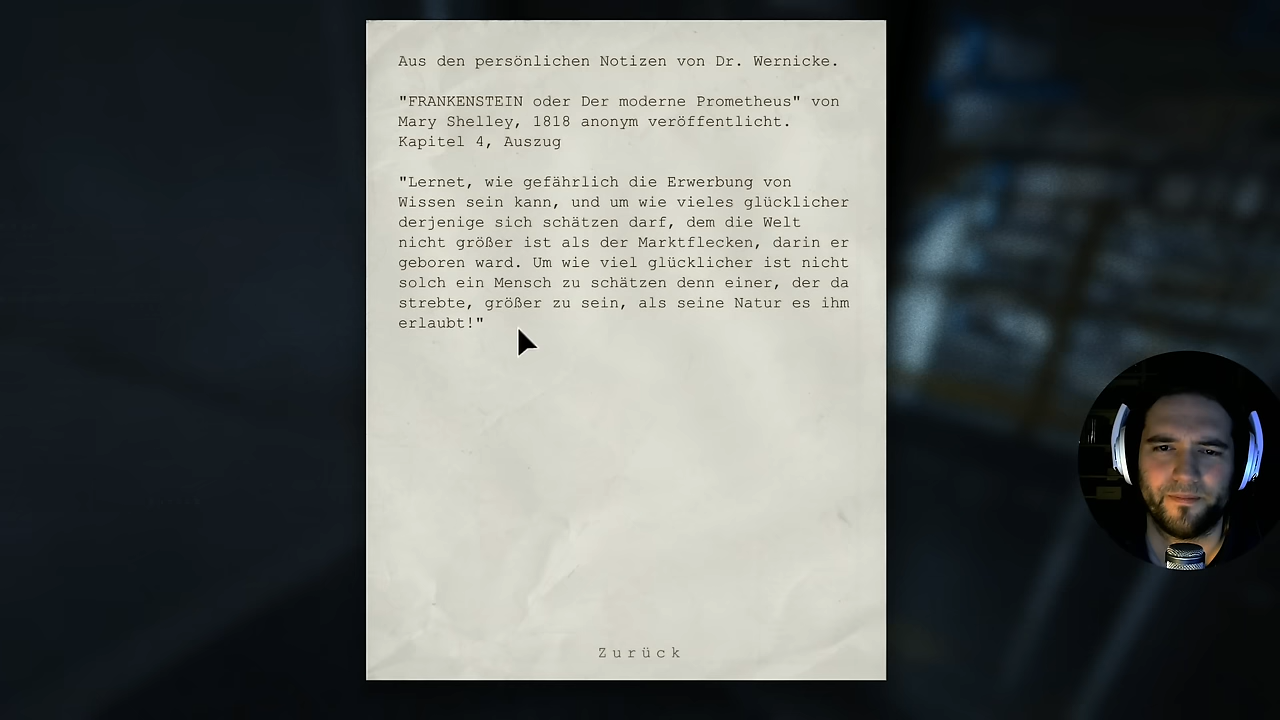 Aus den persönlichen Notizen von Dr. Wernicke.
"FRANKENSTEIN oder Der moderne Prometheus" von
Mary Shelley, 1818 anonym veröffentlicht.
Kapitel 4, Auszug
"Lernet, wie gefährlich die Erwerbung von
Wissen sein kann, und um wie vieles glücklicher
derjenige sich schätzen darf, dem die Welt
nicht größer ist als der Marktflecken, darin er
geboren ward. Um wie viel glücklicher ist nicht
solch ein Mensch zu schätzen denn einer, der da
strebte, größer zu sein, als seine Natur es ihm
erlaubt!"
Zurück